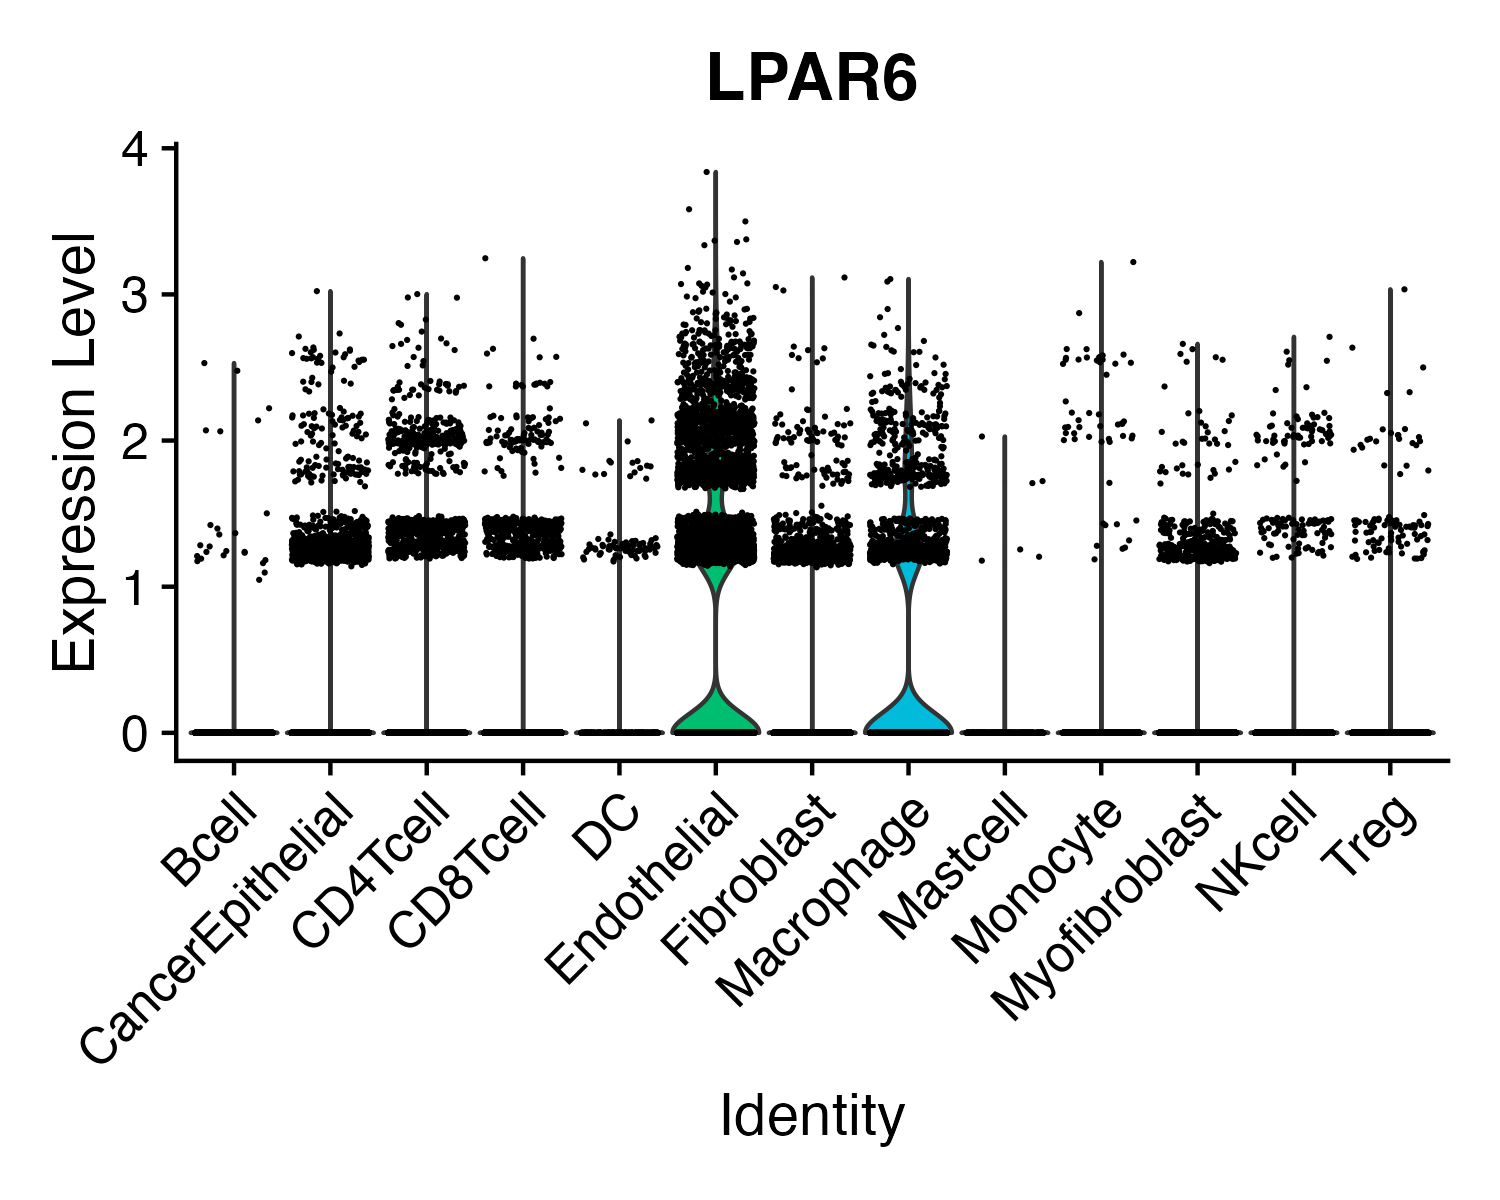 LPAR6
Expression Level
4
3
2
1
0
Bcell
CancerEpithelial
CD4Tcell
CD8Tcell
DC
Endothelial
Fibroblast
Macrophage
Mastcell
Monocyte
Myofibroblast
NKcell
Treg
Identity